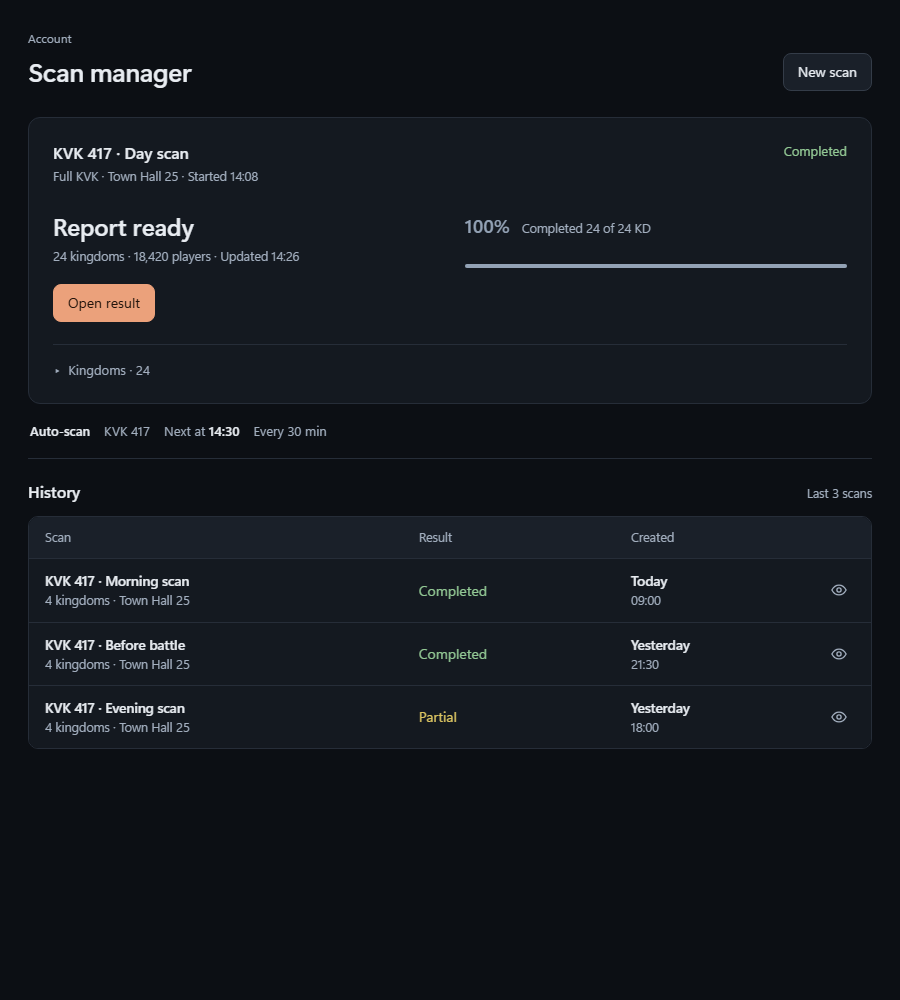 Account
Scan manager
New scan
KVK 417 · Day scan
Completed
Full KVK · Town Hall 25 · Started 14:08
Report ready
100% Completed 24 of 24 KD
24 kingdoms · 18,420 players · Updated 14:26
Open result
▸ Kingdoms · 24
Auto-scan KVK 417 Next at 14:30 Every 30 min
History
Last 3 scans
Scan Result Created
KVK 417 · Morning scan
4 kingdoms · Town Hall 25
Completed
Today
09:00
KVK 417 · Before battle
4 kingdoms · Town Hall 25
Completed
Yesterday
21:30
KVK 417 · Evening scan
4 kingdoms · Town Hall 25
Partial
Yesterday
18:00